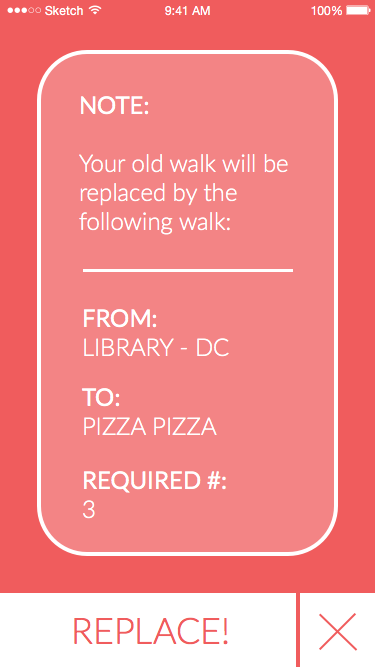 Sketch 9:41 AM 100%
NOTE:
Your old walk will be
replaced by the
following walk:
FROM:
LIBRARY - DC
TO:
PIZZA PIZZA
REQUIRED #:
3
REPLACE!